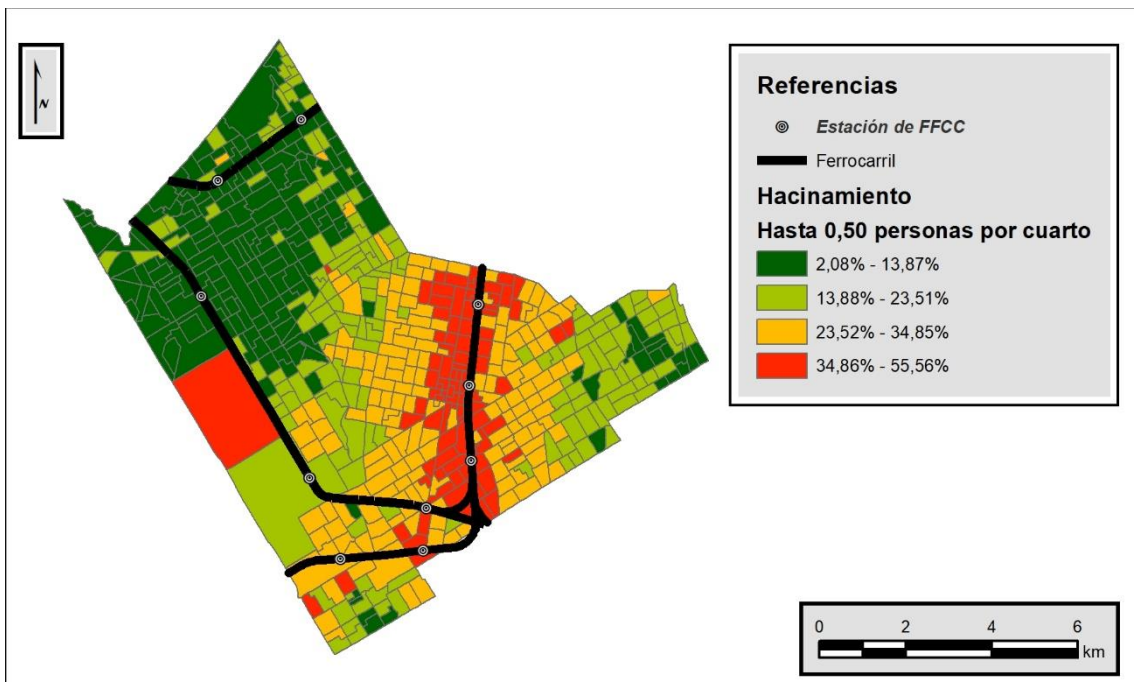 N
Referencias
Estación de FFCC
Ferrocarril
Hacinamiento
Hasta 0,50 personas por cuarto
2,08% - 13,87%
13,88% - 23,51%
23,52% - 34,85%
34,86% - 55,56%
0 2 4 6
km